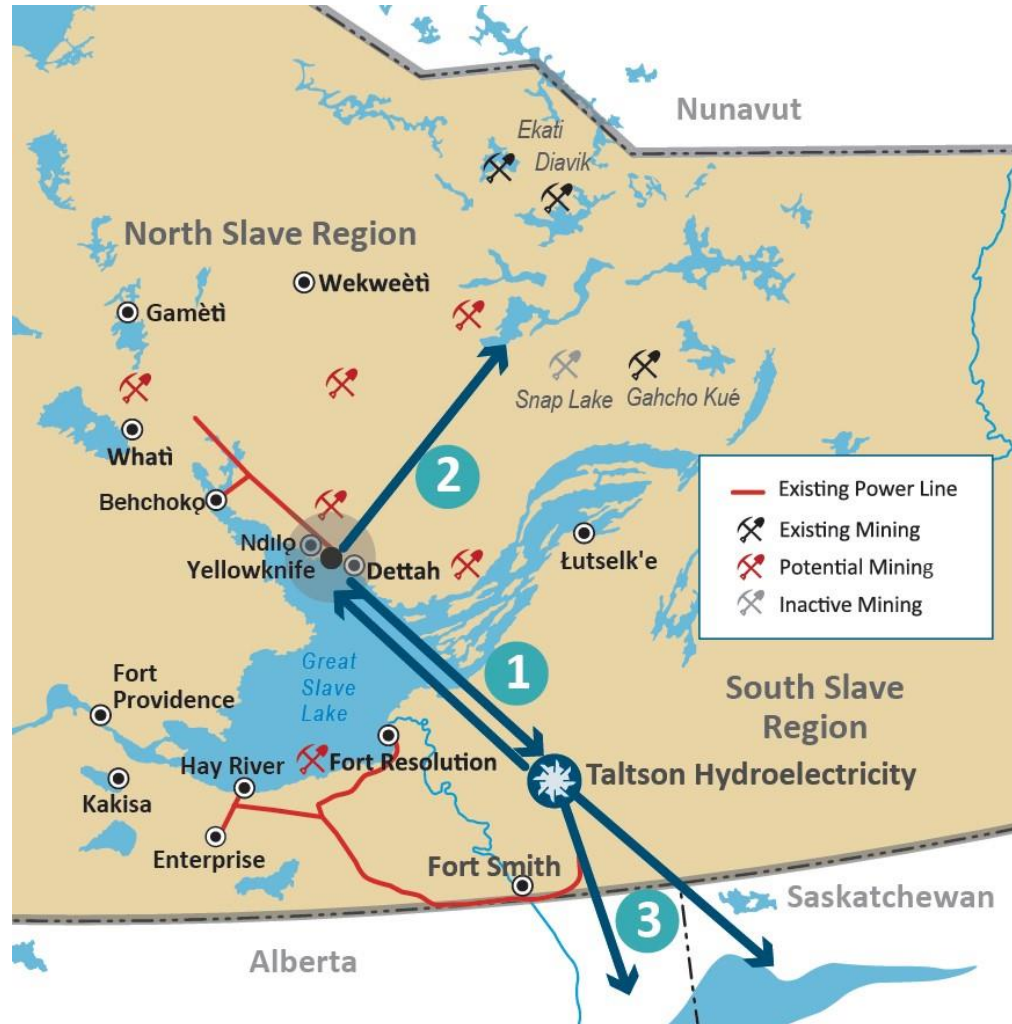 Nunavut
Ekati
Diavik
North Slave Region
Wekweètì
Gamètì
Snap Lake
Gahcho Kué
Whatì
2
Behchokǫ
Existing Power Line
Existing Mining
Potential Mining
Inactive Mining
Ndılǫ
Yellowknife
Dettah
Łutselk'e
1
Great
Slave
Lake
Fort
Providence
South Slave
Region
Hay River
Fort Resolution
Taltson Hydroelectricity
Kakisa
Enterprise
Fort Smith
3
Saskatchewan
Alberta